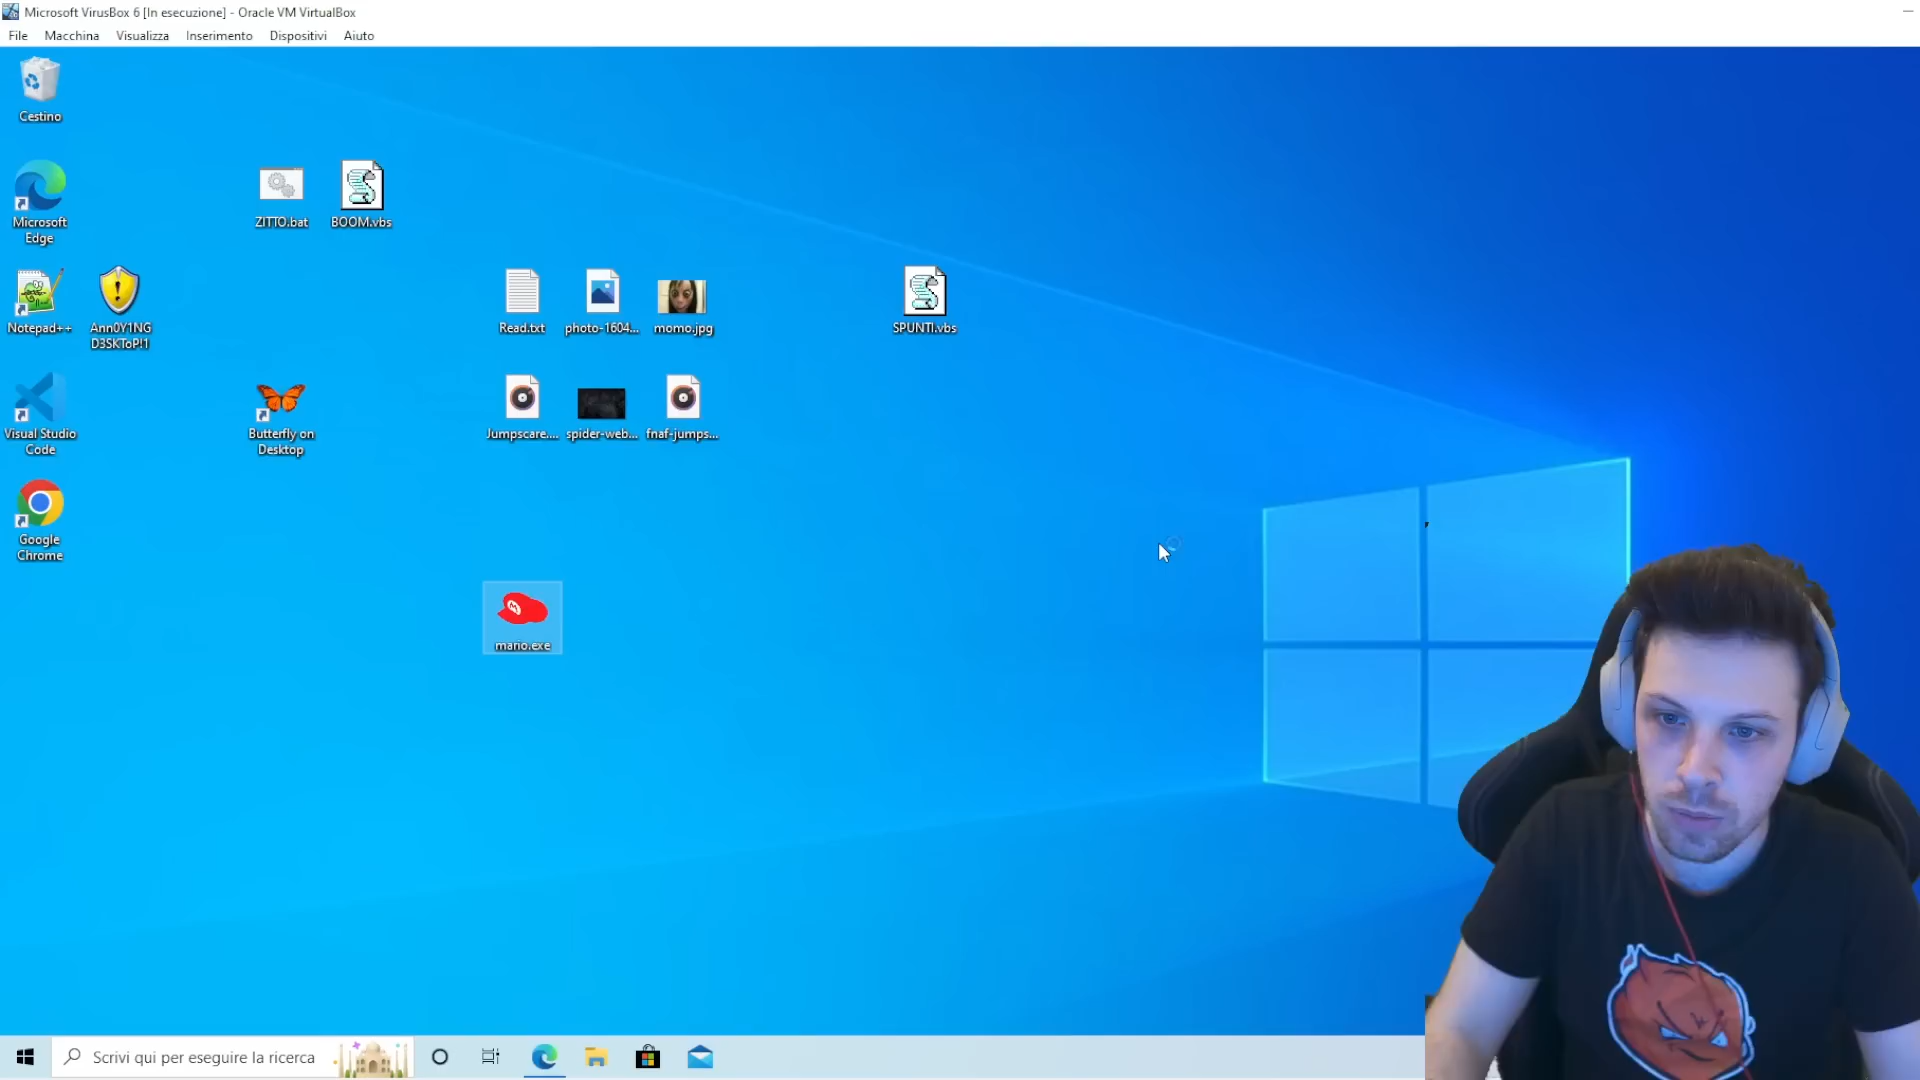 Microsoft VirusBox 6 [In esecuzione] - Oracle VM VirtualBox
File Macchina Visualizza Inserimento Dispositivi Aiuto
Cestino
Microsoft
Edge
ZITTO.bat
BOOM.vbs
Notepad++
Ann0Y1NG
D3SKToP!1
Read.txt
photo-1604...
momo.jpg
SPUNTI.vbs
Visual Studio
Code
Butterfly on
Desktop
Jumpscare....
spider-web...
fnaf-jumps...
Google
Chrome
M
mario.exe
Scrivi qui per eseguire la ricerca